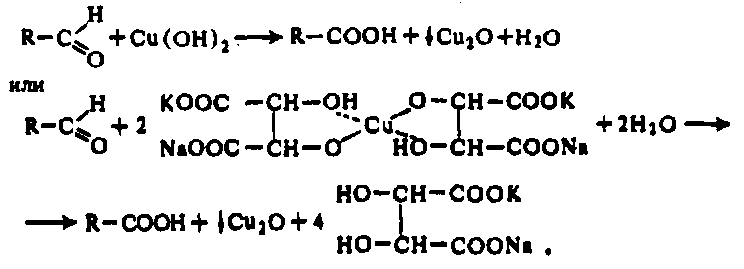 R–C(H)=O + Cu(OH)2 ⟶ R–COOH + ↓Cu2O + H2O
или
R–C(H)=O + 2 KOOC–CH–OH Cu O–CH–COOK + 2H2O ⟶
NaOOC–CH–O HO–CH–COONa
⟶ R–COOH + ↓Cu2O + 4 HO–CH–COOK
HO–CH–COONa .